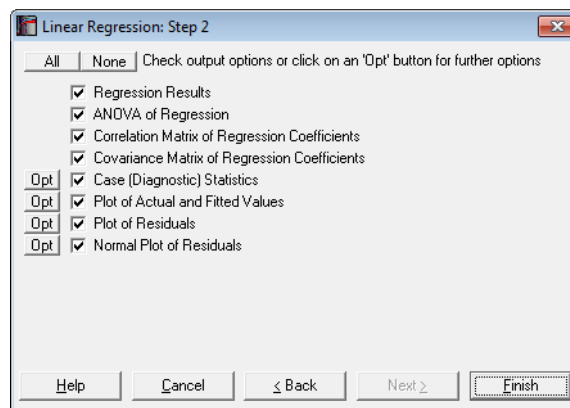 Linear Regression: Step 2
All None Check output options or click on an 'Opt' button for further options
Regression Results
ANOVA of Regression
Correlation Matrix of Regression Coefficients
Covariance Matrix of Regression Coefficients
Opt Case (Diagnostic) Statistics
Opt Plot of Actual and Fitted Values
Opt Plot of Residuals
Opt Normal Plot of Residuals
Help Cancel < Back Next > Finish